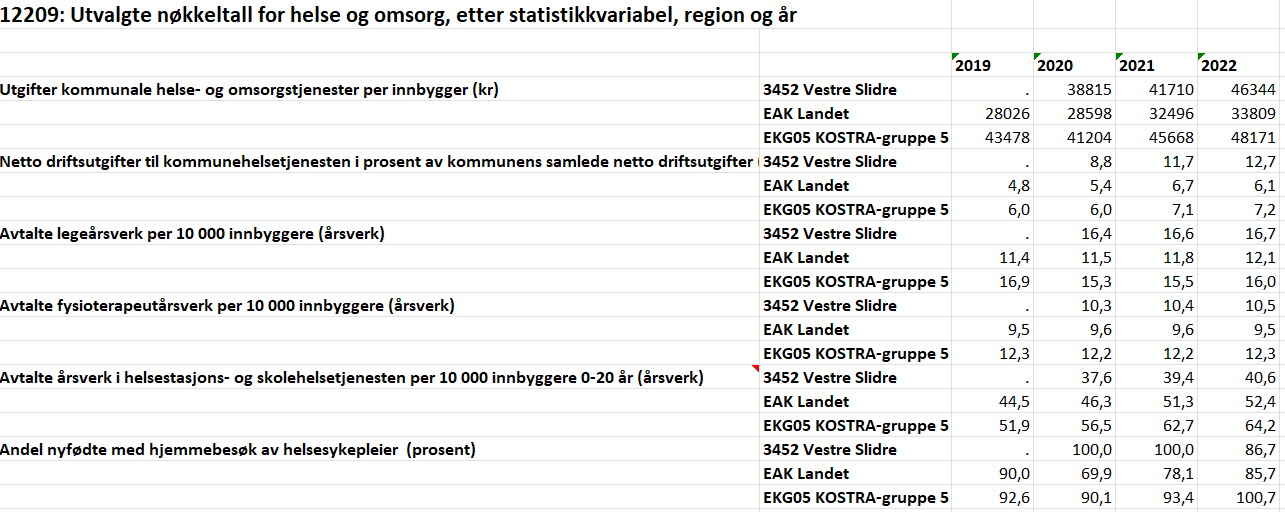 12209: Utvalgte nøkkeltall for helse og omsorg, etter statistikkvariabel, region og år
2019 2020 2021 2022
Utgifter kommunale helse- og omsorgstjenester per innbygger (kr) 3452 Vestre Slidre . 38815 41710 46344
EAK Landet 28026 28598 32496 33809
EKG05 KOSTRA-gruppe 5 43478 41204 45668 48171
Netto driftsutgifter til kommunehelsetjenesten i prosent av kommunens samlede netto driftsutgifter ( 3452 Vestre Slidre . 8,8 11,7 12,7
EAK Landet 4,8 5,4 6,7 6,1
EKG05 KOSTRA-gruppe 5 6,0 6,0 7,1 7,2
Avtalte legeårsverk per 10 000 innbyggere (årsverk) 3452 Vestre Slidre . 16,4 16,6 16,7
EAK Landet 11,4 11,5 11,8 12,1
EKG05 KOSTRA-gruppe 5 16,9 15,3 15,5 16,0
Avtalte fysioterapeutårsverk per 10 000 innbyggere (årsverk) 3452 Vestre Slidre . 10,3 10,4 10,5
EAK Landet 9,5 9,6 9,6 9,5
EKG05 KOSTRA-gruppe 5 12,3 12,2 12,2 12,3
Avtalte årsverk i helsestasjons- og skolehelsetjenesten per 10 000 innbyggere 0-20 år (årsverk) 3452 Vestre Slidre . 37,6 39,4 40,6
EAK Landet 44,5 46,3 51,3 52,4
EKG05 KOSTRA-gruppe 5 51,9 56,5 62,7 64,2
Andel nyfødte med hjemmebesøk av helsesykepleier (prosent) 3452 Vestre Slidre . 100,0 100,0 86,7
EAK Landet 90,0 69,9 78,1 85,7
EKG05 KOSTRA-gruppe 5 92,6 90,1 93,4 100,7